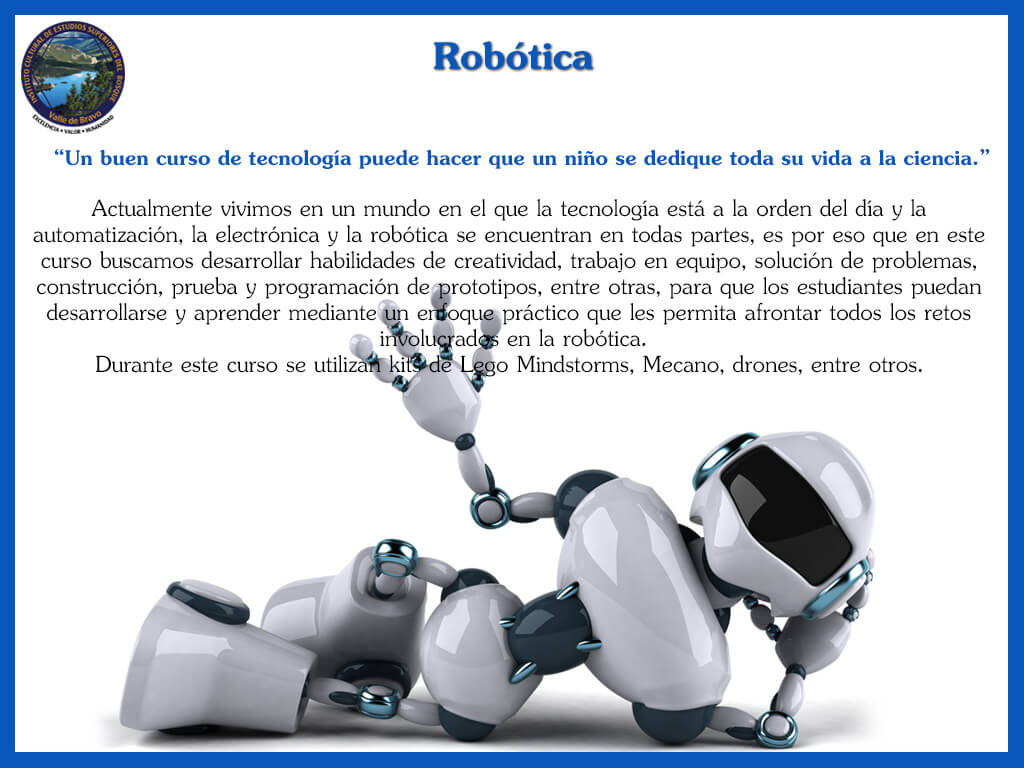 INSTITUTO CULTURAL DE ESTUDIOS SUPERIORES DEL BOSQUE
Valle de Bravo
EXCELENCIA • VALOR • HUMANIDAD
Robótica
“Un buen curso de tecnología puede hacer que un niño se dedique toda su vida a la ciencia.”
Actualmente vivimos en un mundo en el que la tecnología está a la orden del día y la
automatización, la electrónica y la robótica se encuentran en todas partes, es por eso que en este
curso buscamos desarrollar habilidades de creatividad, trabajo en equipo, solución de problemas,
construcción, prueba y programación de prototipos, entre otras, para que los estudiantes puedan
desarrollarse y aprender mediante un enfoque práctico que les permita afrontar todos los retos
involucrados en la robótica.
Durante este curso se utilizan kits de Lego Mindstorms, Mecano, drones, entre otros.